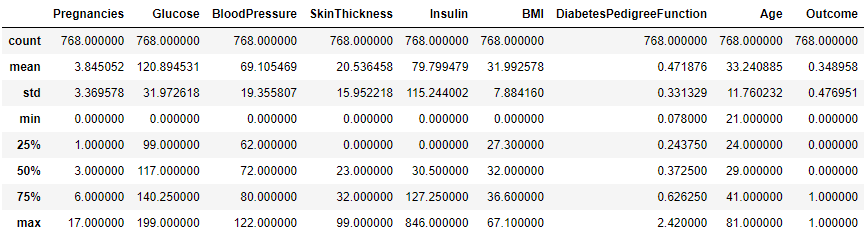 Pregnancies Glucose BloodPressure SkinThickness Insulin BMI DiabetesPedigreeFunction Age Outcome
count 768.000000 768.000000 768.000000 768.000000 768.000000 768.000000 768.000000 768.000000 768.000000
mean 3.845052 120.894531 69.105469 20.536458 79.799479 31.992578 0.471876 33.240885 0.348958
std 3.369578 31.972618 19.355807 15.952218 115.244002 7.884160 0.331329 11.760232 0.476951
min 0.000000 0.000000 0.000000 0.000000 0.000000 0.000000 0.078000 21.000000 0.000000
25% 1.000000 99.000000 62.000000 0.000000 0.000000 27.300000 0.243750 24.000000 0.000000
50% 3.000000 117.000000 72.000000 23.000000 30.500000 32.000000 0.372500 29.000000 0.000000
75% 6.000000 140.250000 80.000000 32.000000 127.250000 36.600000 0.626250 41.000000 1.000000
max 17.000000 199.000000 122.000000 99.000000 846.000000 67.100000 2.420000 81.000000 1.000000